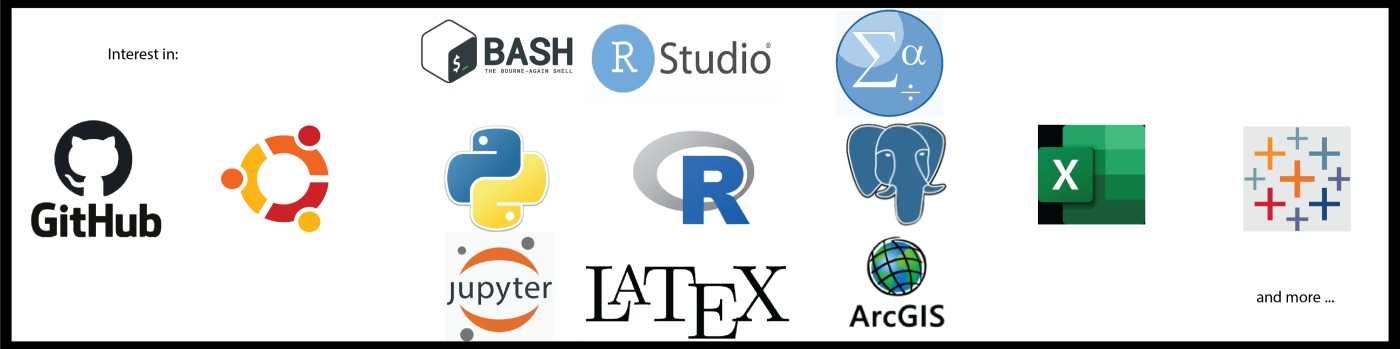 Interest in:
BASH
THE BOURNE-AGAIN SHELL
$_
R Studio®
Σ α ÷
GitHub
R
X
jupyter
LATEX
ArcGIS
and more ...